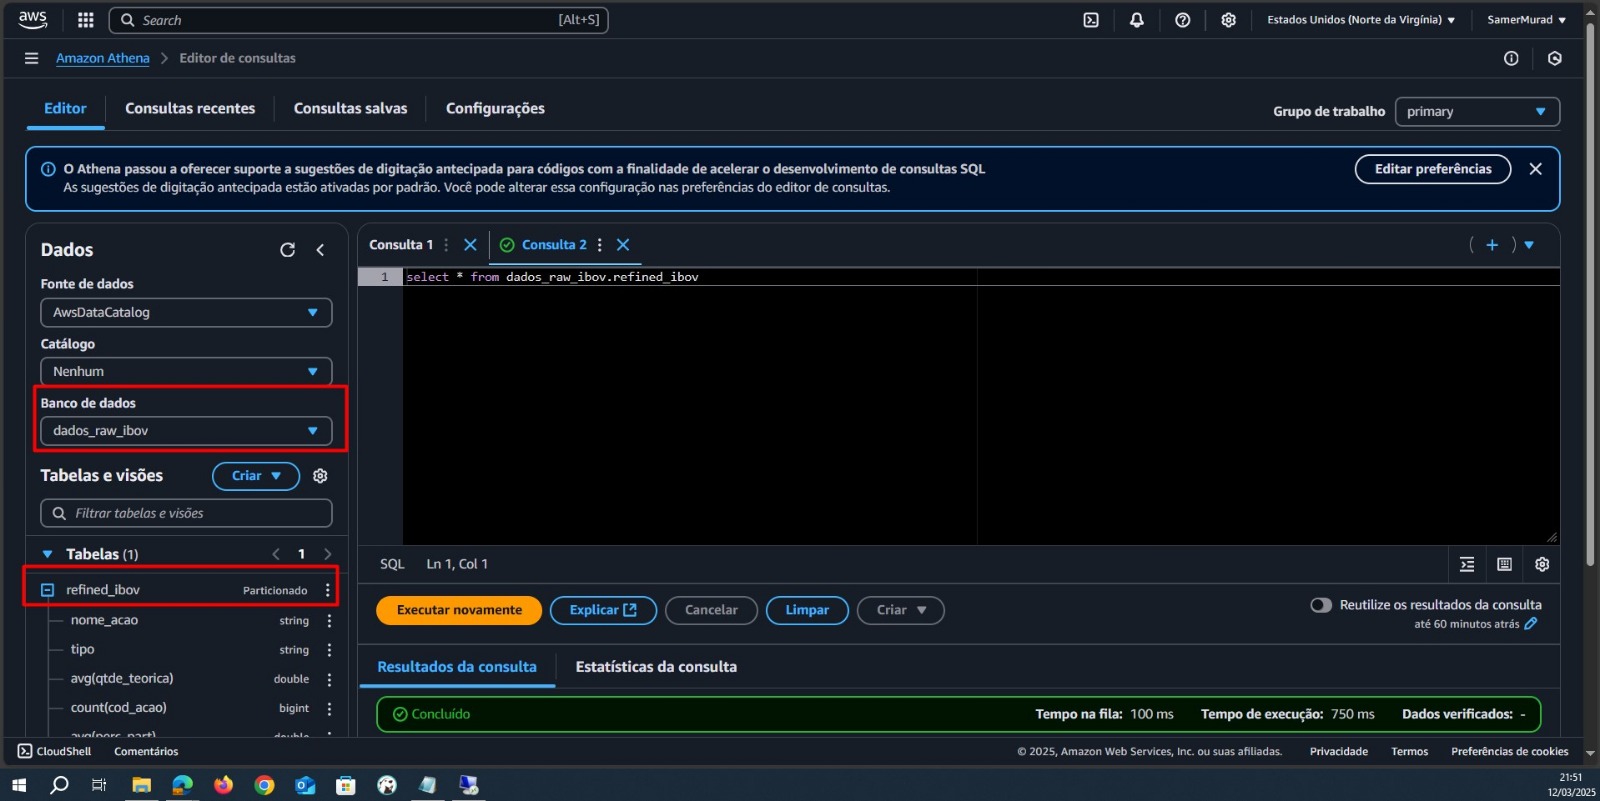 aws
Search [Alt+S]
Estados Unidos (Norte da Virgínia)
SamerMurad
Amazon Athena
Editor de consultas
Editor
Consultas recentes
Consultas salvas
Configurações
Grupo de trabalho
primary
O Athena passou a oferecer suporte a sugestões de digitação antecipada para códigos com a finalidade de acelerar o desenvolvimento de consultas SQL
As sugestões de digitação antecipada estão ativadas por padrão. Você pode alterar essa configuração nas preferências do editor de consultas.
Editar preferências
Dados
Fonte de dados
AwsDataCatalog
Catálogo
Nenhum
Banco de dados
dados_raw_ibov
Tabelas e visões
Criar
Filtrar tabelas e visões
Tabelas (1)
1
refined_ibov Particionado
nome_acao string
tipo string
avg(qtde_teorica) double
count(cod_acao) bigint
avg(perc_part) double
Consulta 1
Consulta 2
1 select * from dados_raw_ibov.refined_ibov
SQL Ln 1, Col 1
Executar novamente
Explicar
Cancelar
Limpar
Criar
Reutilize os resultados da consulta
até 60 minutos atrás
Resultados da consulta
Estatísticas da consulta
Concluído
Tempo na fila: 100 ms
Tempo de execução: 750 ms
Dados verificados: -
CloudShell
Comentários
© 2025, Amazon Web Services, Inc. ou suas afiliadas.
Privacidade
Termos
Preferências de cookies
21:51
12/03/2025